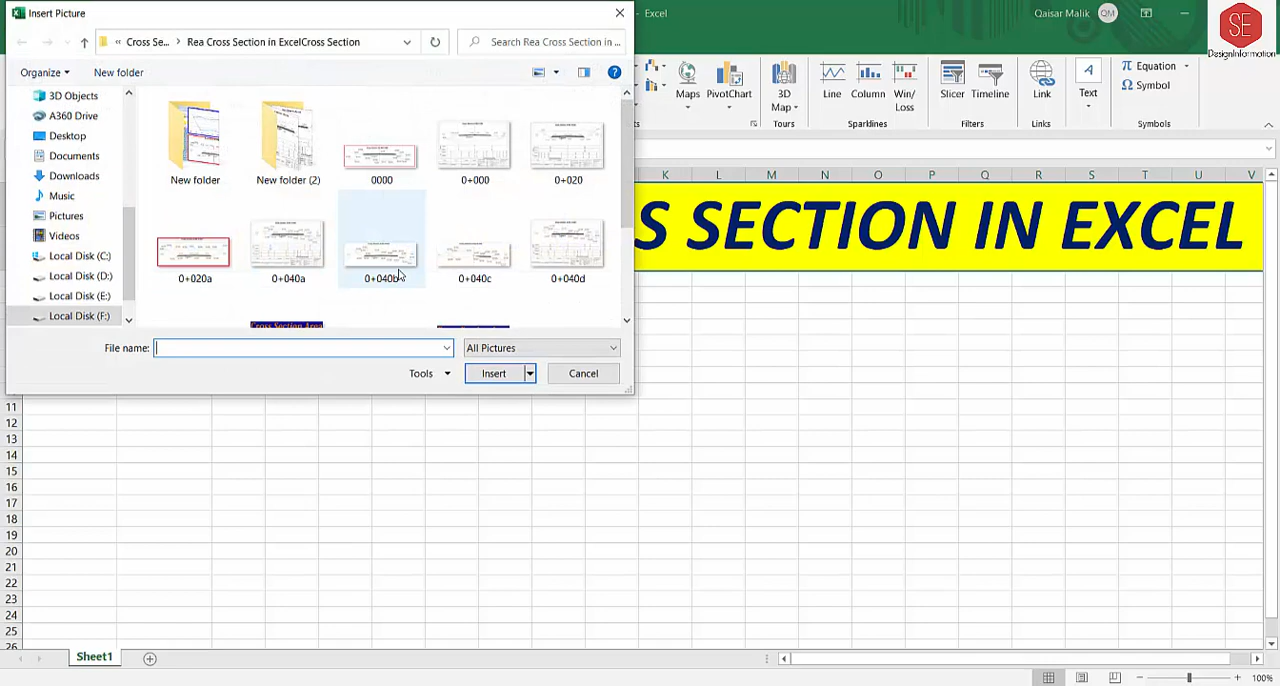 Insert Picture
- Excel
Qaisar Malik QM
SE
DesignInformation
« Cross Se... > Rea Cross Section in ExcelCross Section
Search Rea Cross Section in ...
Organize
New folder
3D Objects
A360 Drive
Desktop
Documents
Downloads
Music
Pictures
Videos
Local Disk (C:)
Local Disk (D:)
Local Disk (E:)
Local Disk (F:)
New folder
New folder (2)
0000
0+000
0+020
0+020a
0+040a
0+040b
0+040c
0+040d
Cross Section Area
File name:
All Pictures
Tools
Insert
Cancel
Maps
PivotChart
3D Map
Tours
Line
Column
Win/ Loss
Sparklines
Slicer
Timeline
Filters
Link
Links
Text
Equation
Symbol
Symbols
K L M N O P Q R S T U V
S SECTION IN EXCEL
11
12
13
14
15
16
17
18
19
20
21
22
23
24
25
26
Sheet1
100%